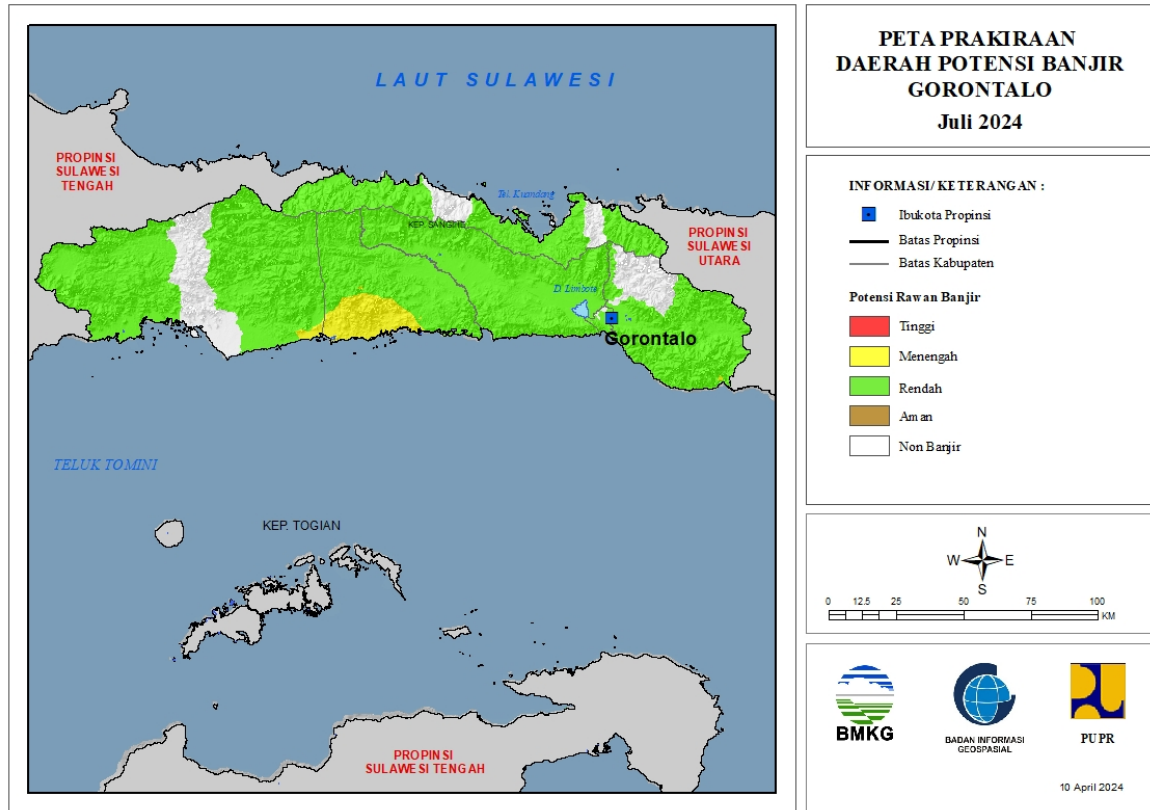 LAUT SULAWESI
PROPINSI
SULAWESI
TENGAH
Tel. Kuandang
KEP. SANGIHE
PROPINSI
SULAWESI
UTARA
D. Limboto
Gorontalo
TELUK TOMINI
KEP. TOGIAN
PROPINSI
SULAWESI TENGAH
PETA PRAKIRAAN
DAERAH POTENSI BANJIR
GORONTALO
Juli 2024
INFORMASI/ KETERANGAN :
Ibukota Propinsi
Batas Propinsi
Batas Kabupaten
Potensi Rawan Banjir
Tinggi
Menengah
Rendah
Aman
Non Banjir
N
W E
S
0 12.5 25 50 75 100
KM
BMKG
BADAN INFORMASI
GEOSPASIAL
PUPR
10 April 2024